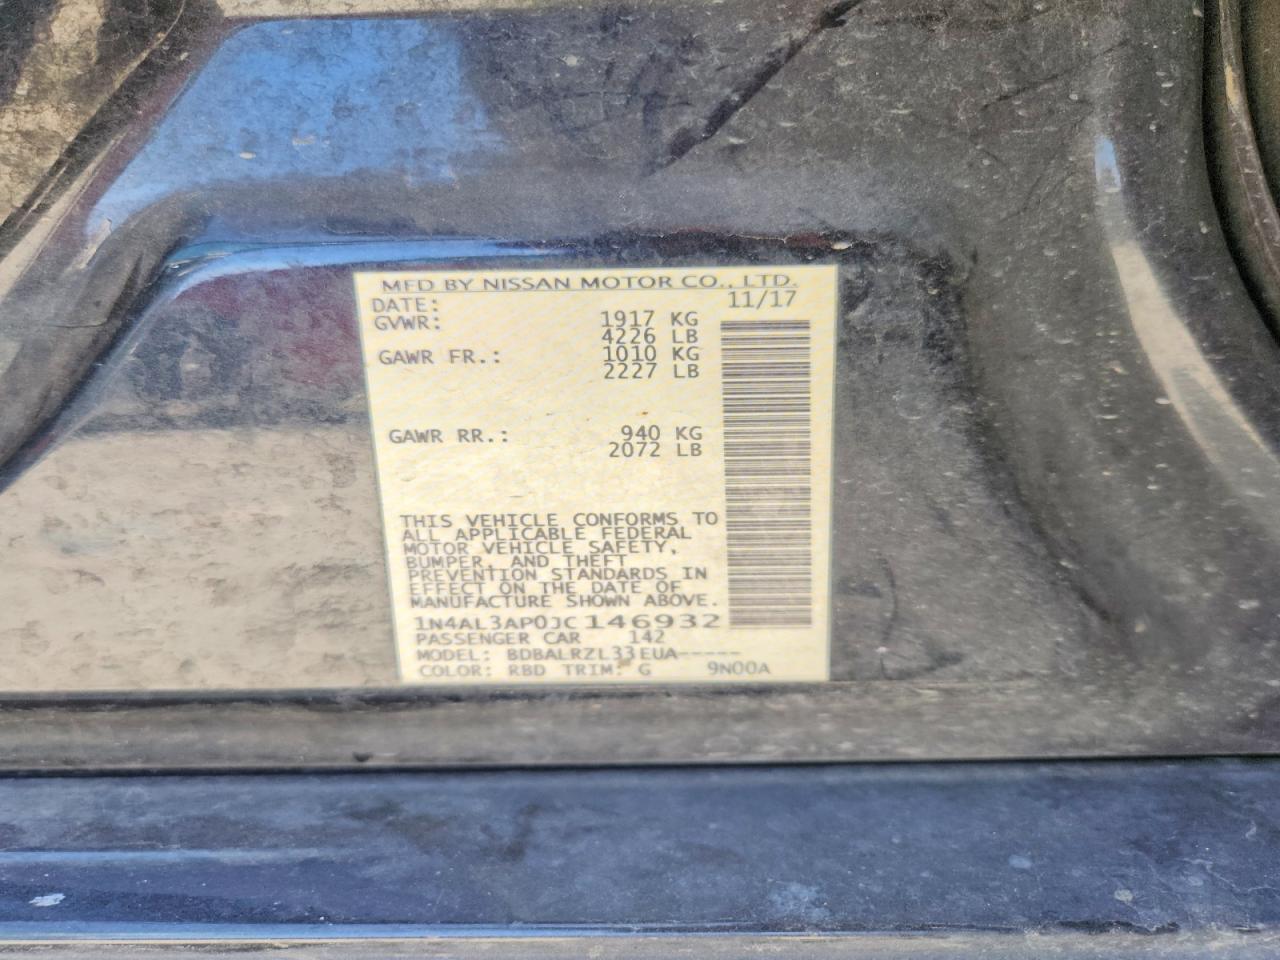 MFD BY NISSAN MOTOR CO., LTD.
DATE: 11/17
GVWR: 1917 KG
4226 LB
GAWR FR.: 1010 KG
2227 LB
GAWR RR.: 940 KG
2072 LB
THIS VEHICLE CONFORMS TO
ALL APPLICABLE FEDERAL
MOTOR VEHICLE SAFETY,
BUMPER, AND THEFT
PREVENTION STANDARDS IN
EFFECT ON THE DATE OF
MANUFACTURE SHOWN ABOVE.
1N4AL3AP0JC146932
PASSENGER CAR 142
MODEL: BDBALRZL33EUA-----
COLOR: RBD TRIM: G 9N00A